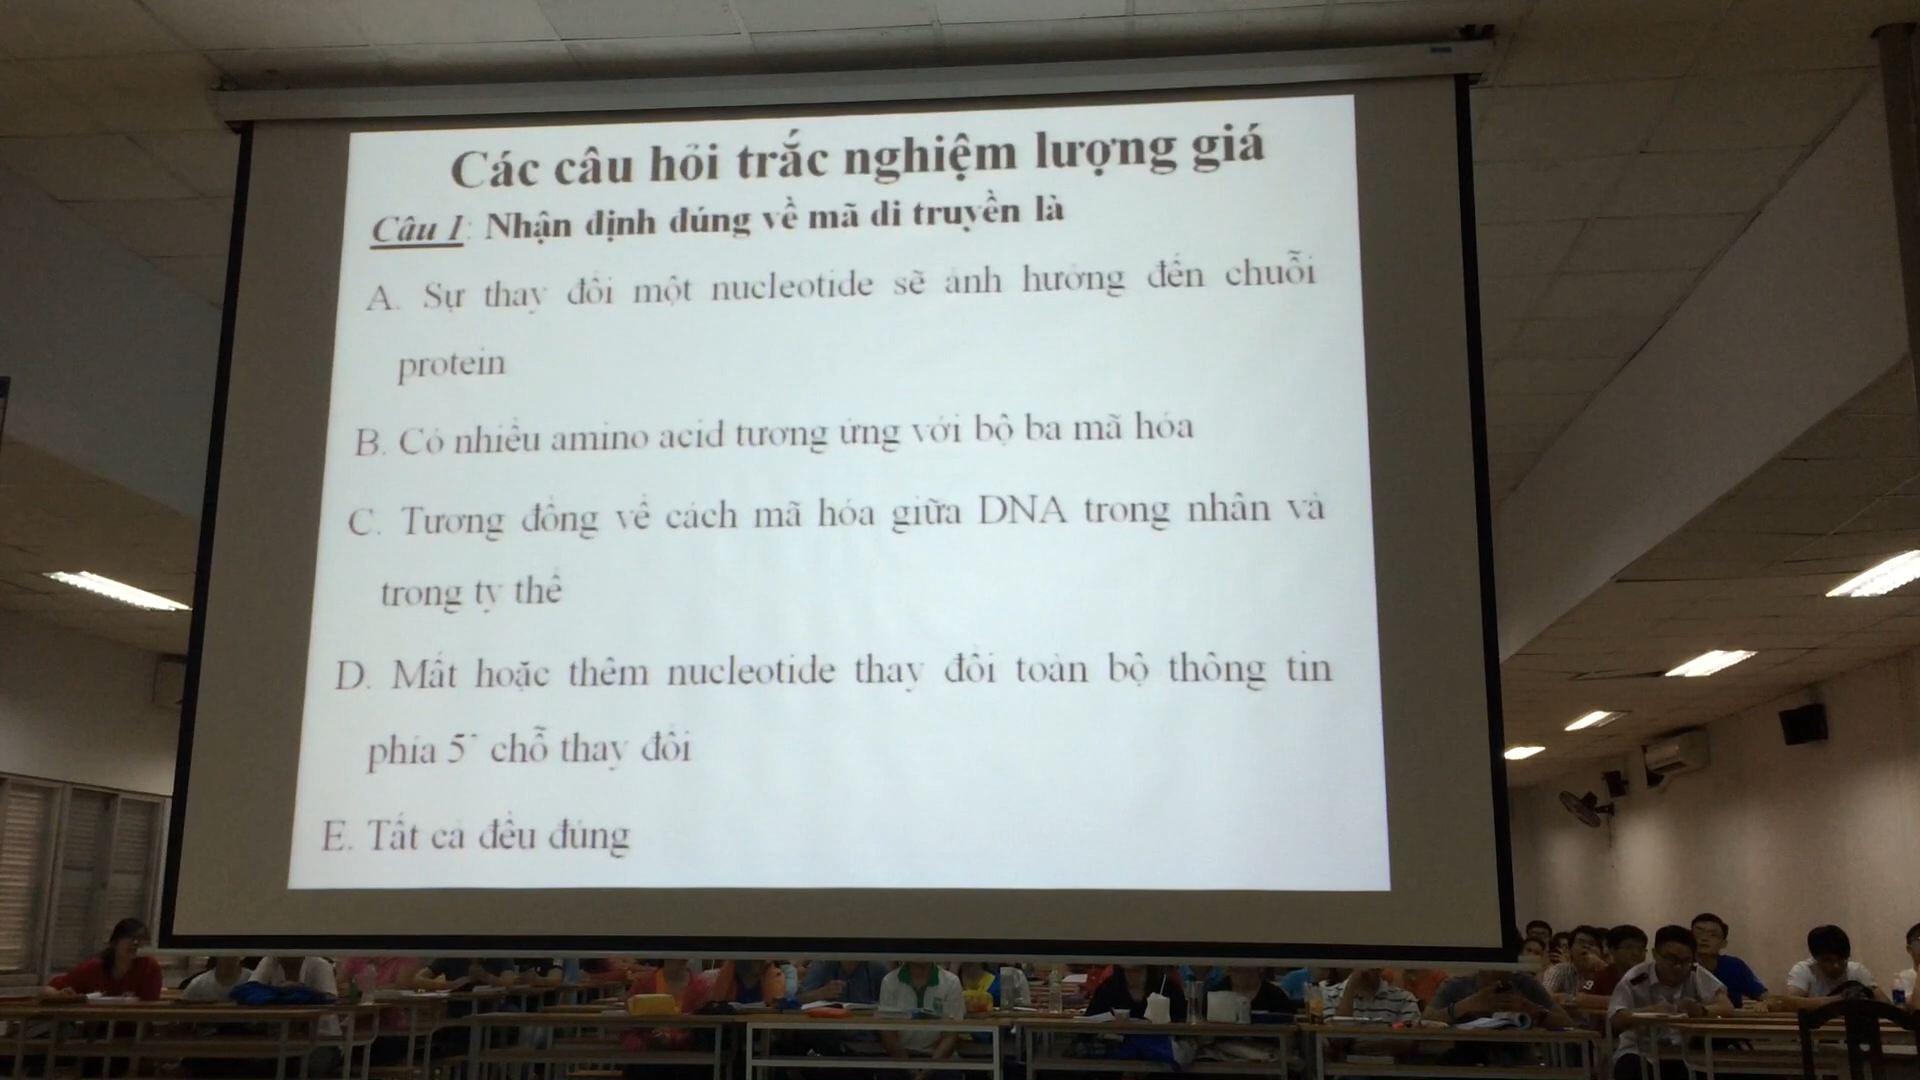 Các câu hỏi trắc nghiệm lượng giá
Câu 1: Nhận định đúng về mã di truyền là
A. Sự thay đổi một nucleotide sẽ ảnh hưởng đến chuỗi
protein
B. Có nhiều amino acid tương ứng với bộ ba mã hóa
C. Tương đồng về cách mã hóa giữa DNA trong nhân và
trong ty thể
D. Mất hoặc thêm nucleotide thay đổi toàn bộ thông tin
phía 5' chỗ thay đổi
E. Tất cả đều đúng